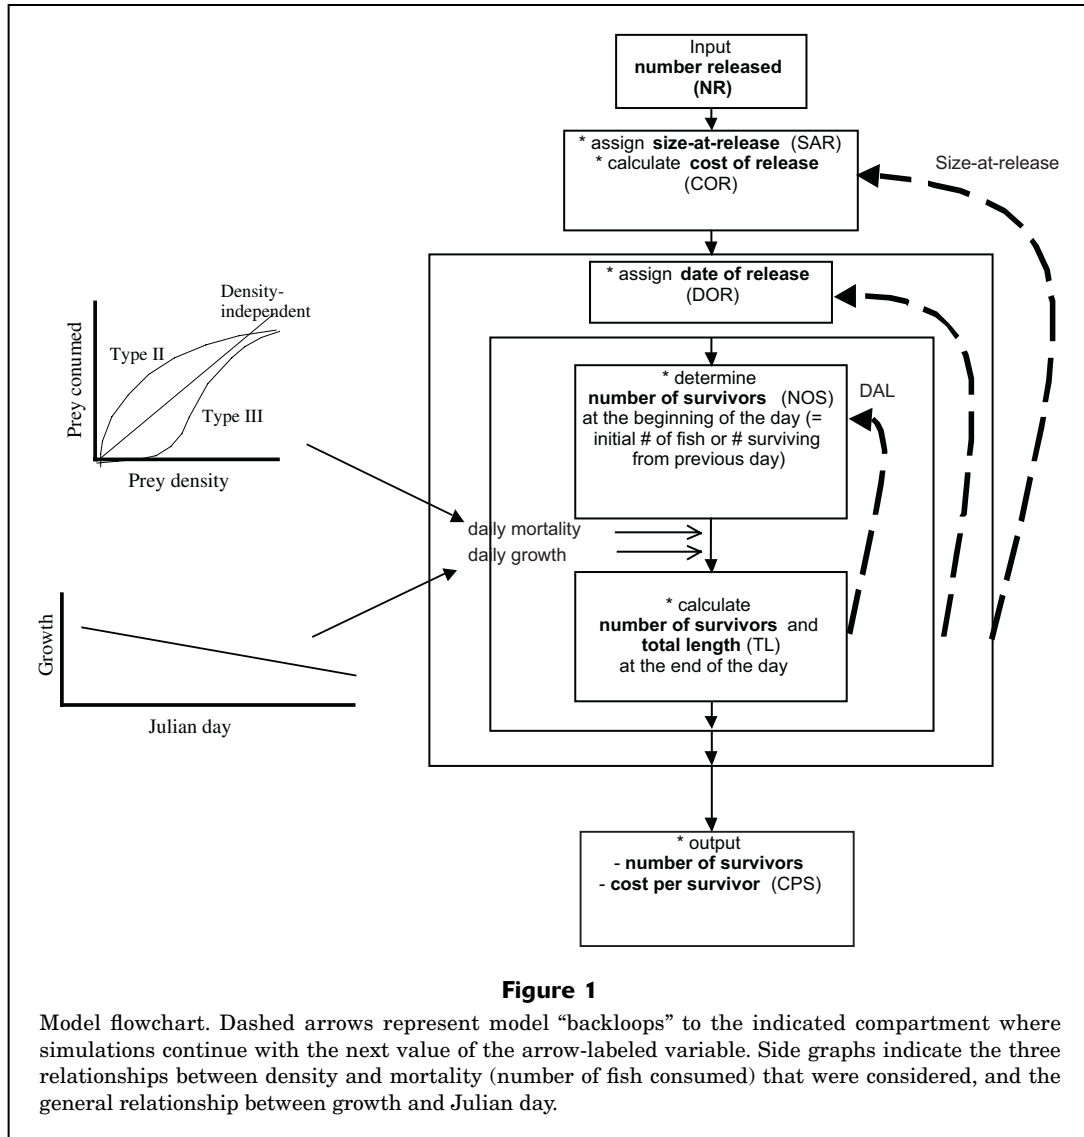 Input
number released
(NR)
* assign size-at-release (SAR)
* calculate cost of release
(COR)
Size-at-release
* assign date of release
(DOR)
Density-
independent
Type II
Type III
Prey conumed
Prey density
* determine
number of survivors (NOS)
at the beginning of the day (=
initial # of fish or # surviving
from previous day)
DAL
daily mortality
daily growth
* calculate
number of survivors and
total length (TL)
at the end of the day
Growth
Julian day
* output
- number of survivors
- cost per survivor (CPS)
Figure 1
Model flowchart. Dashed arrows represent model “backloops” to the indicated compartment where
simulations continue with the next value of the arrow-labeled variable. Side graphs indicate the three
relationships between density and mortality (number of fish consumed) that were considered, and the
general relationship between growth and Julian day.